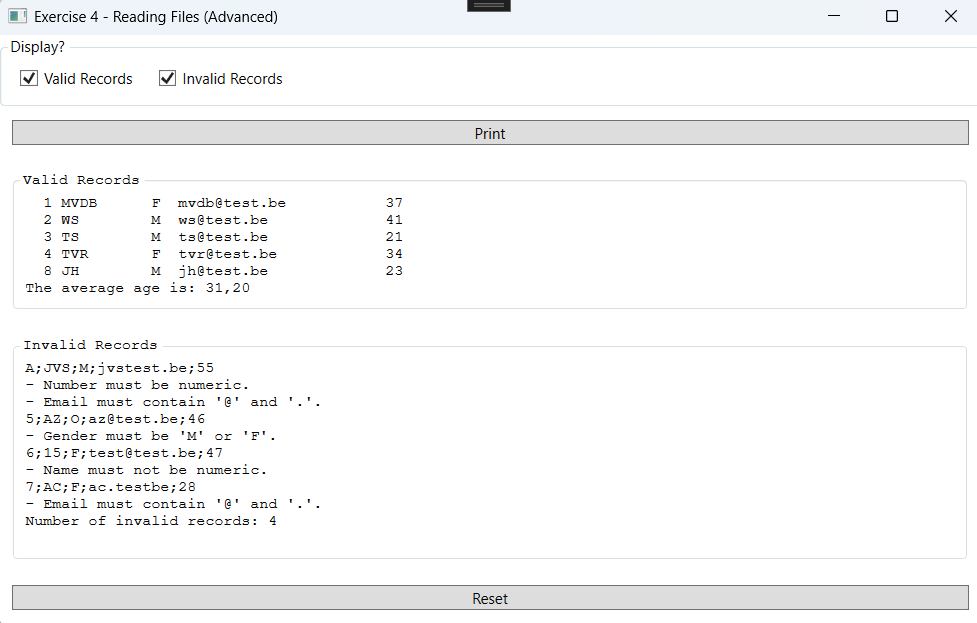 Exercise 4 - Reading Files (Advanced)
Display?
Valid Records Invalid Records
Print
Valid Records
1 MVDB F mvdb@test.be 37
2 WS M ws@test.be 41
3 TS M ts@test.be 21
4 TVR F tvr@test.be 34
8 JH M jh@test.be 23
The average age is: 31,20
Invalid Records
A;JVS;M;jvstest.be;55
- Number must be numeric.
- Email must contain '@' and '.'.
5;AZ;O;az@test.be;46
- Gender must be 'M' or 'F'.
6;15;F;test@test.be;47
- Name must not be numeric.
7;AC;F;ac.testbe;28
- Email must contain '@' and '.'.
Number of invalid records: 4
Reset